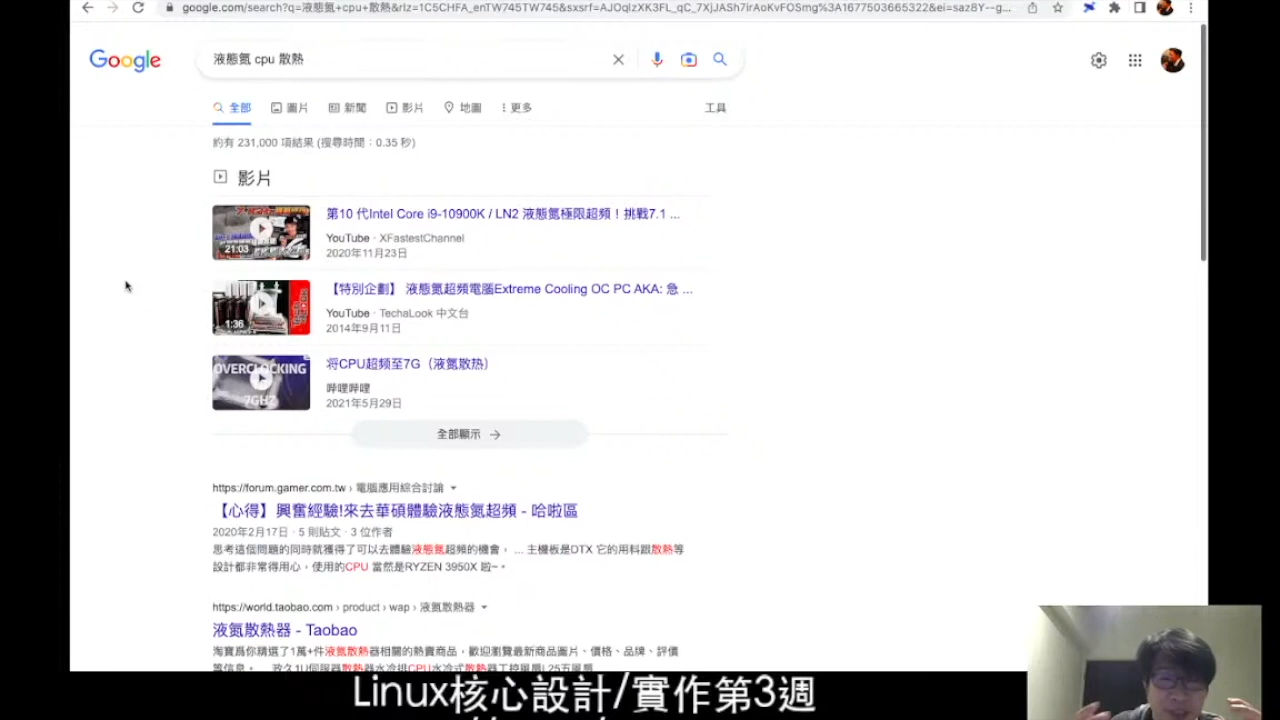 google.com/search?q=液態氮+cpu+散熱&rlz=1C5CHFA_enTW745TW745&sxsrf=AJOqlzXK3FL_qC_7XjJASh7irAoKvFOSmg%3A1677503665322&ei=saz8Y--g...
Google
液態氮 cpu 散熱
全部 圖片 新聞 影片 地圖 更多 工具
約有 231,000 項結果 (搜尋時間：0.35 秒)
影片
第10 代Intel Core i9-10900K / LN2 液態氮極限超頻！挑戰7.1 ...
YouTube · XFastestChannel
2020年11月23日
21:03
【特別企劃】 液態氮超頻電腦Extreme Cooling OC PC AKA: 急 ...
YouTube · TechaLook 中文台
2014年9月11日
1:36
将CPU超频至7G（液氮散热）
哔哩哔哩
2021年5月29日
OVERCLOCKING
7GHZ
全部顯示
https://forum.gamer.com.tw › 電腦應用綜合討論
【心得】興奮經驗!來去華碩體驗液態氮超頻 - 哈啦區
2020年2月17日 · 5 則貼文 · 3 位作者
思考這個問題的同時就獲得了可以去體驗液態氮超頻的機會， ... 主機板是DTX 它的用料跟散熱等
設計都非常得用心，使用的CPU 當然是RYZEN 3950X 啦~。
https://world.taobao.com › product › wap › 液氮散熱器
液氮散熱器 - Taobao
淘寶爲你精選了1萬+件液氮散熱器相關的熱賣商品，歡迎瀏覽最新商品圖片、價格、品牌、評價
等信息。
Linux核心設計/實作第3週